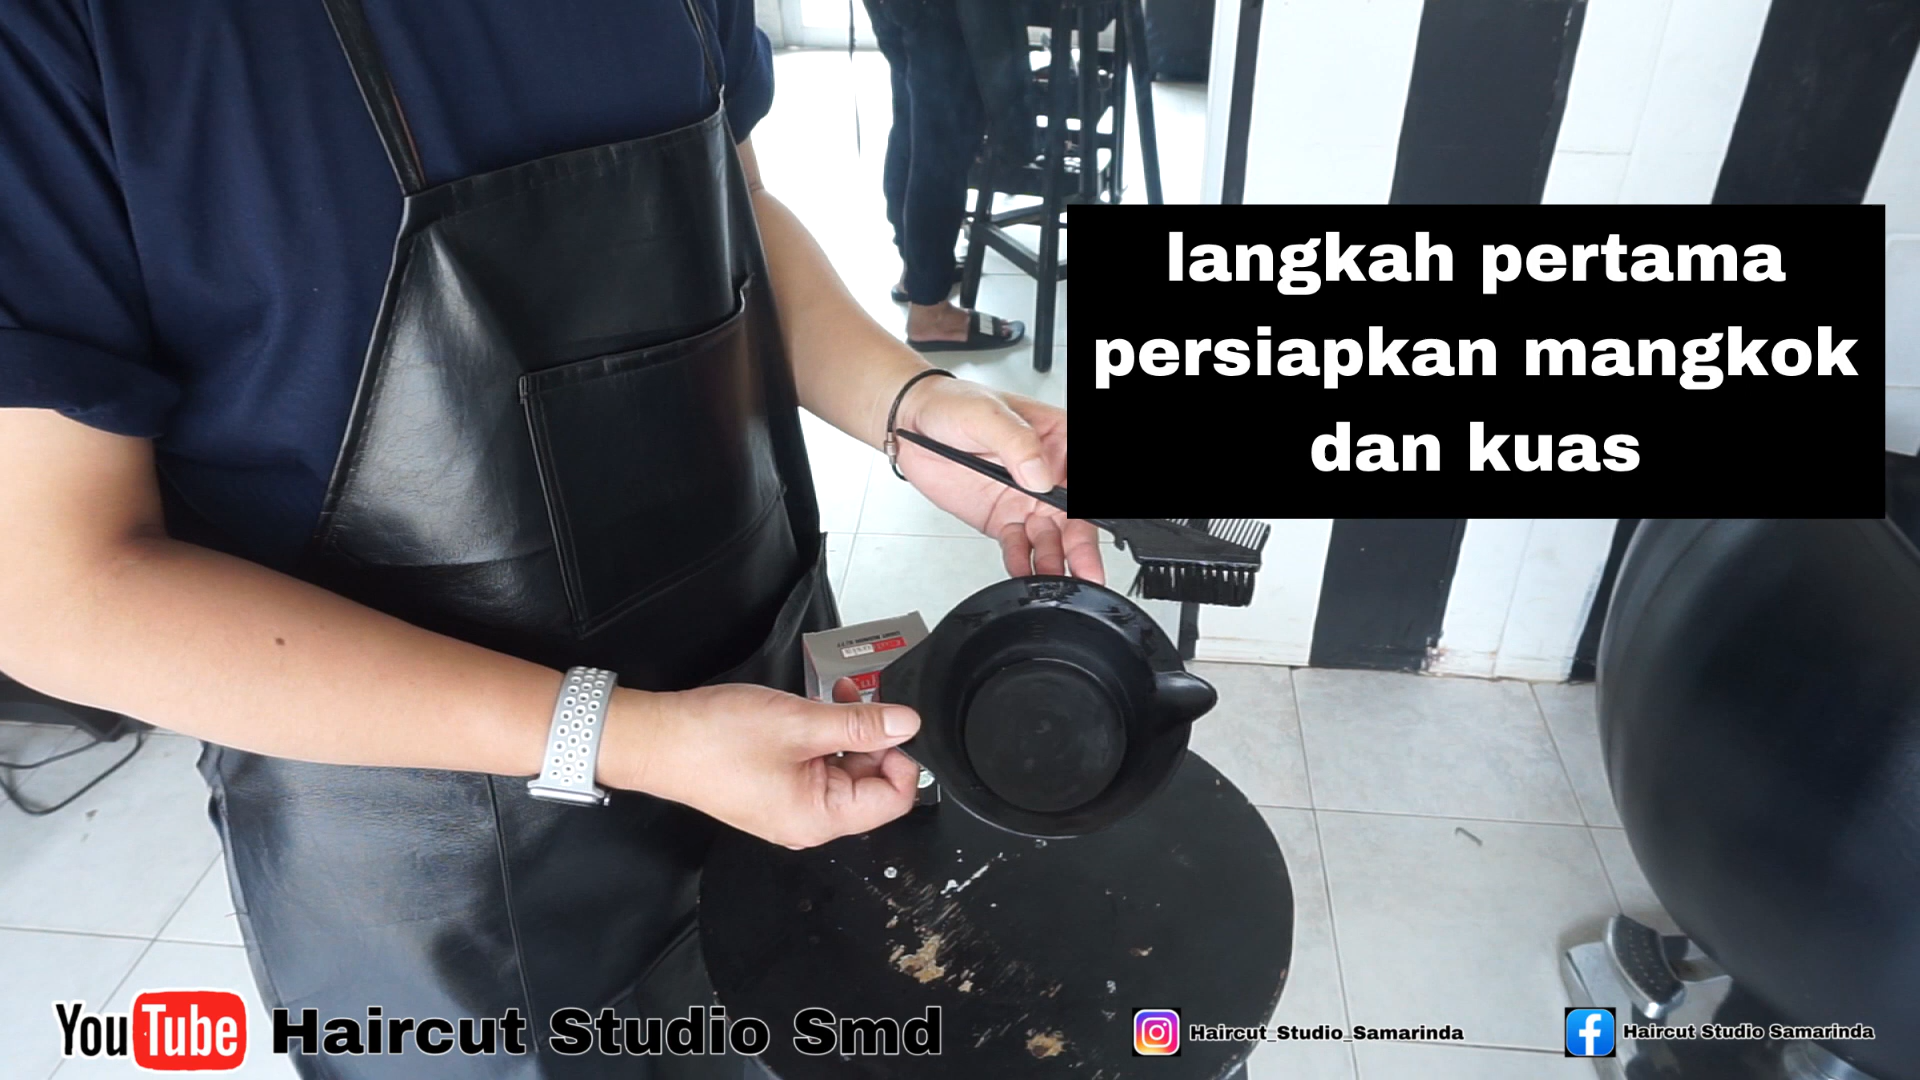 langkah pertama
persiapkan mangkok
dan kuas
YouTube Haircut Studio Smd
Haircut_Studio_Samarinda
Haircut Studio Samarinda